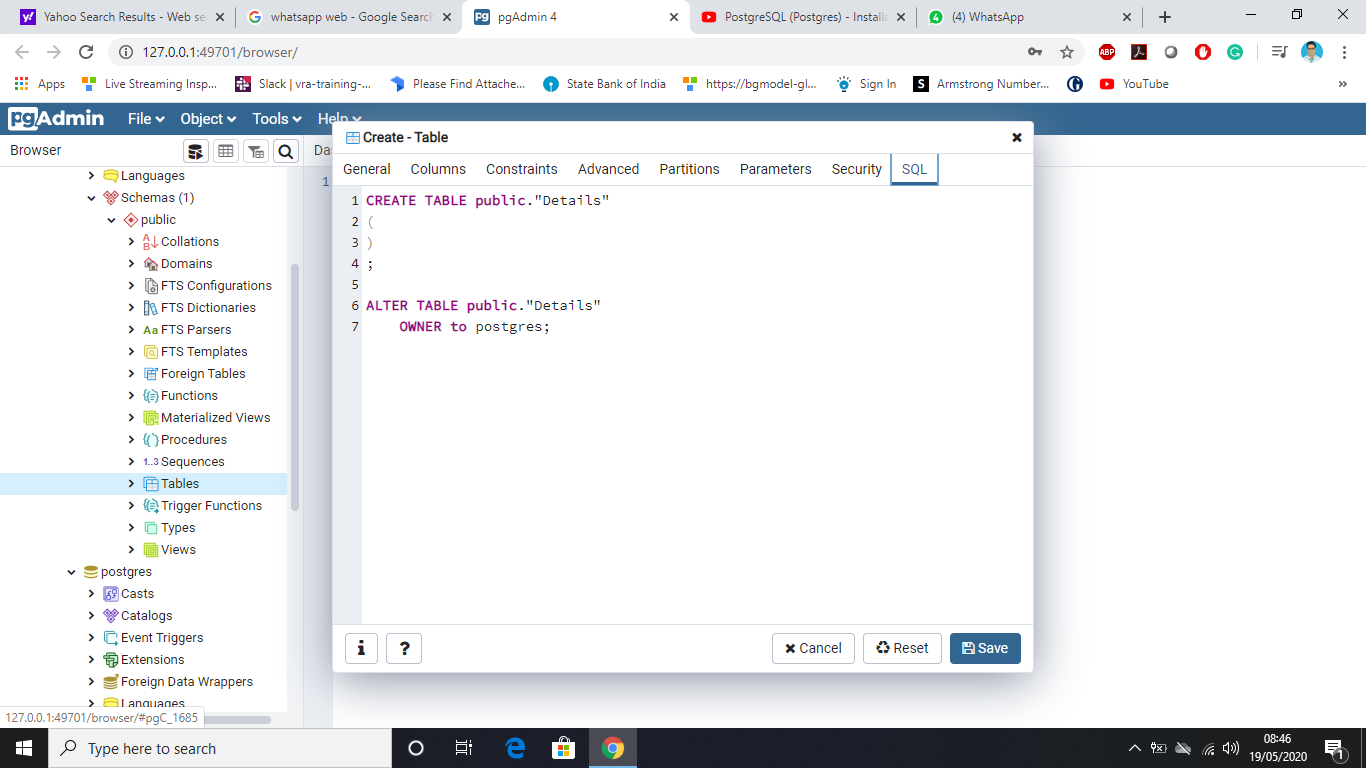 Yahoo Search Results - Web se
whatsapp web - Google Search
pgAdmin 4
PostgreSQL (Postgres) - Installa
(4) WhatsApp
127.0.0.1:49701/browser/
Apps
Live Streaming Insp...
Slack | vra-training-...
Please Find Attache...
State Bank of India
https://bgmodel-gl...
Sign In
Armstrong Number...
YouTube
pgAdmin
File
Object
Tools
Help
Browser
Da
Create - Table
General
Columns
Constraints
Advanced
Partitions
Parameters
Security
SQL
1
1 CREATE TABLE public."Details"
2 (
3 )
4 ;
5
6 ALTER TABLE public."Details"
7 OWNER to postgres;
Languages
Schemas (1)
public
Collations
Domains
FTS Configurations
FTS Dictionaries
Aa FTS Parsers
FTS Templates
Foreign Tables
Functions
Materialized Views
Procedures
1..3 Sequences
Tables
Trigger Functions
Types
Views
postgres
Casts
Catalogs
Event Triggers
Extensions
Foreign Data Wrappers
Languages
i
?
Cancel
Reset
Save
127.0.0.1:49701/browser/#pgC_1685
Type here to search
08:46
19/05/2020
1